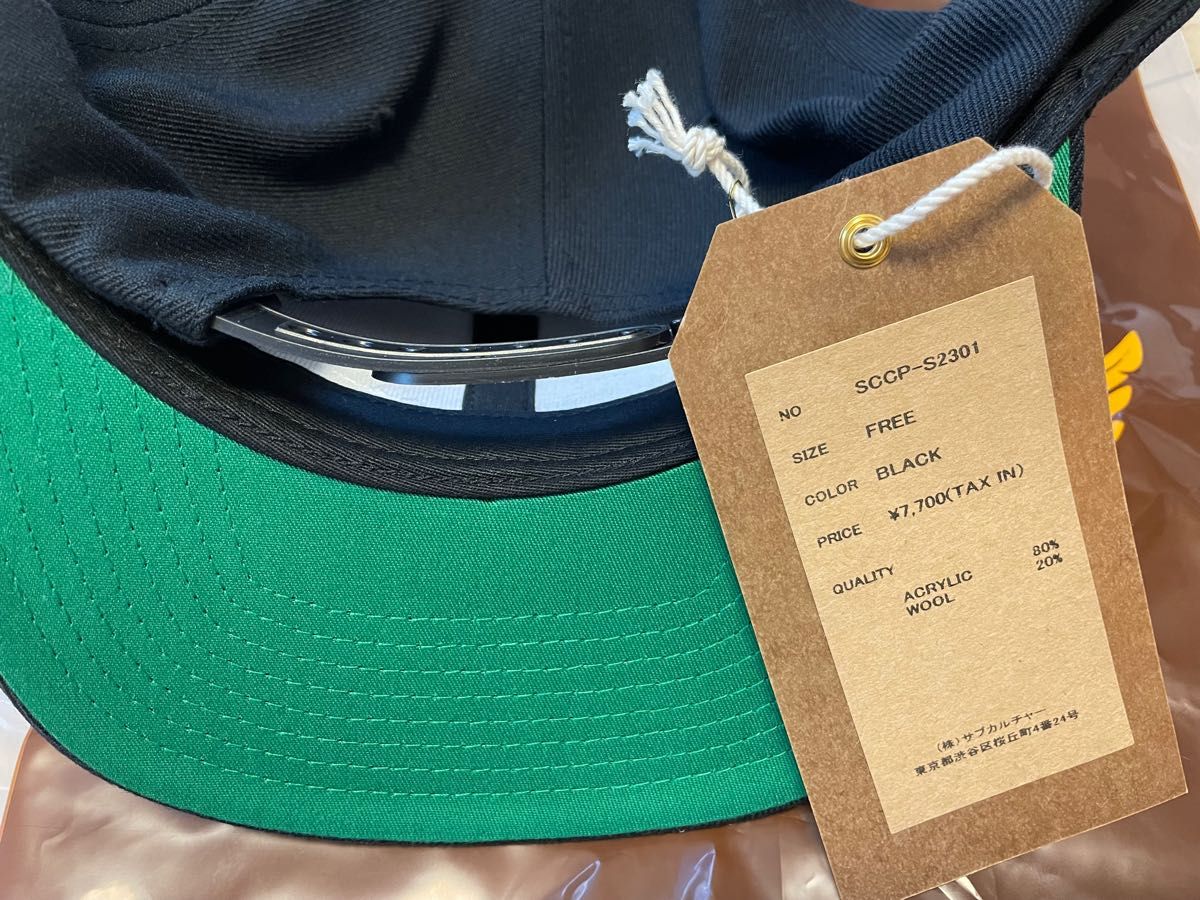 NO SCCP-S2301
SIZE FREE
COLOR BLACK
PRICE ¥7,700(TAX IN)
QUALITY
ACRYLIC 80%
WOOL 20%
(株)サブカルチャー
東京都渋谷区桜丘町4番24号